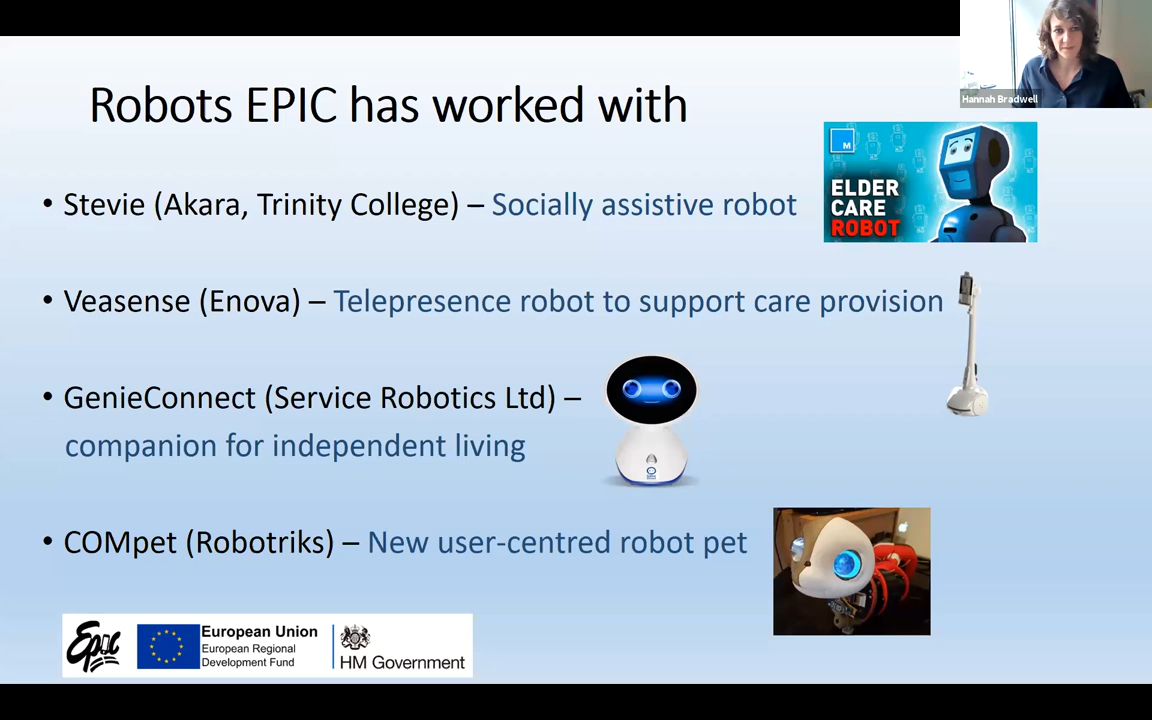 Hannah Bradwell
Robots EPIC has worked with
M
ELDER
CARE
ROBOT
• Stevie (Akara, Trinity College) – Socially assistive robot
• Veasense (Enova) – Telepresence robot to support care provision
• GenieConnect (Service Robotics Ltd) –
companion for independent living
• COMpet (Robotriks) – New user-centred robot pet
Epic
European Union
European Regional
Development Fund
HM Government